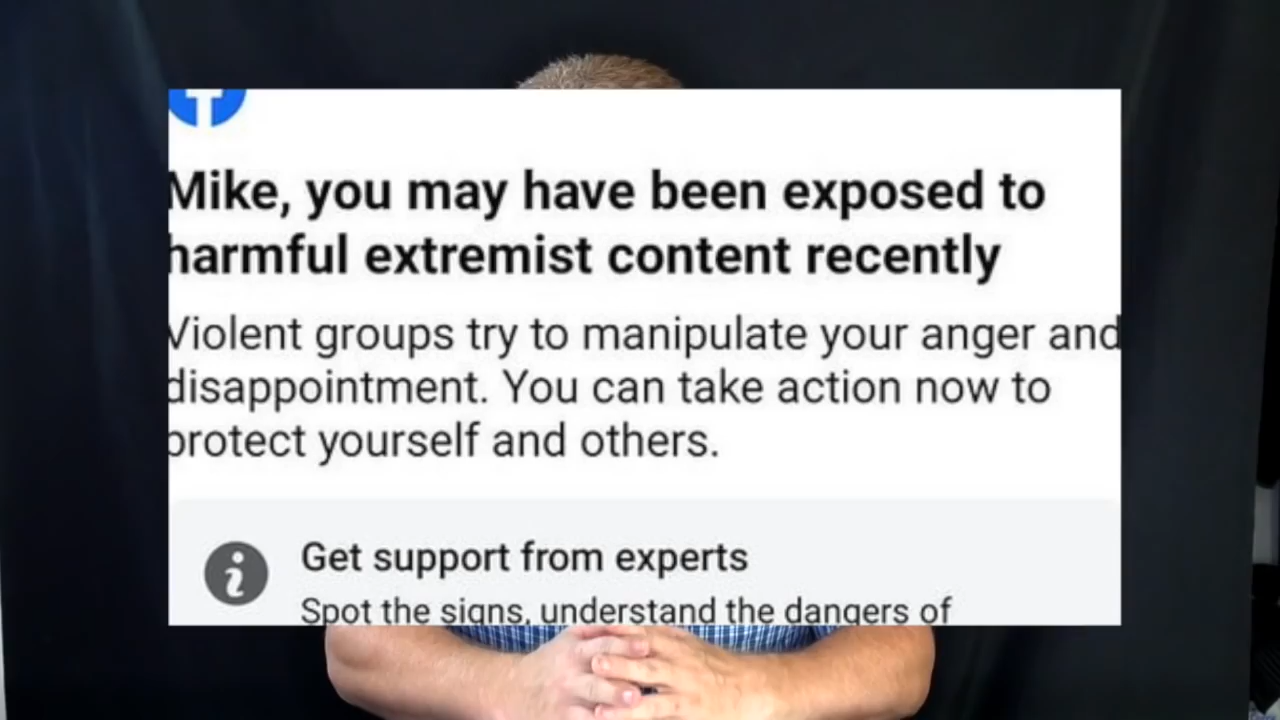 Mike, you may have been exposed to
harmful extremist content recently
Violent groups try to manipulate your anger and
disappointment. You can take action now to
protect yourself and others.
Get support from experts
Spot the signs, understand the dangers of